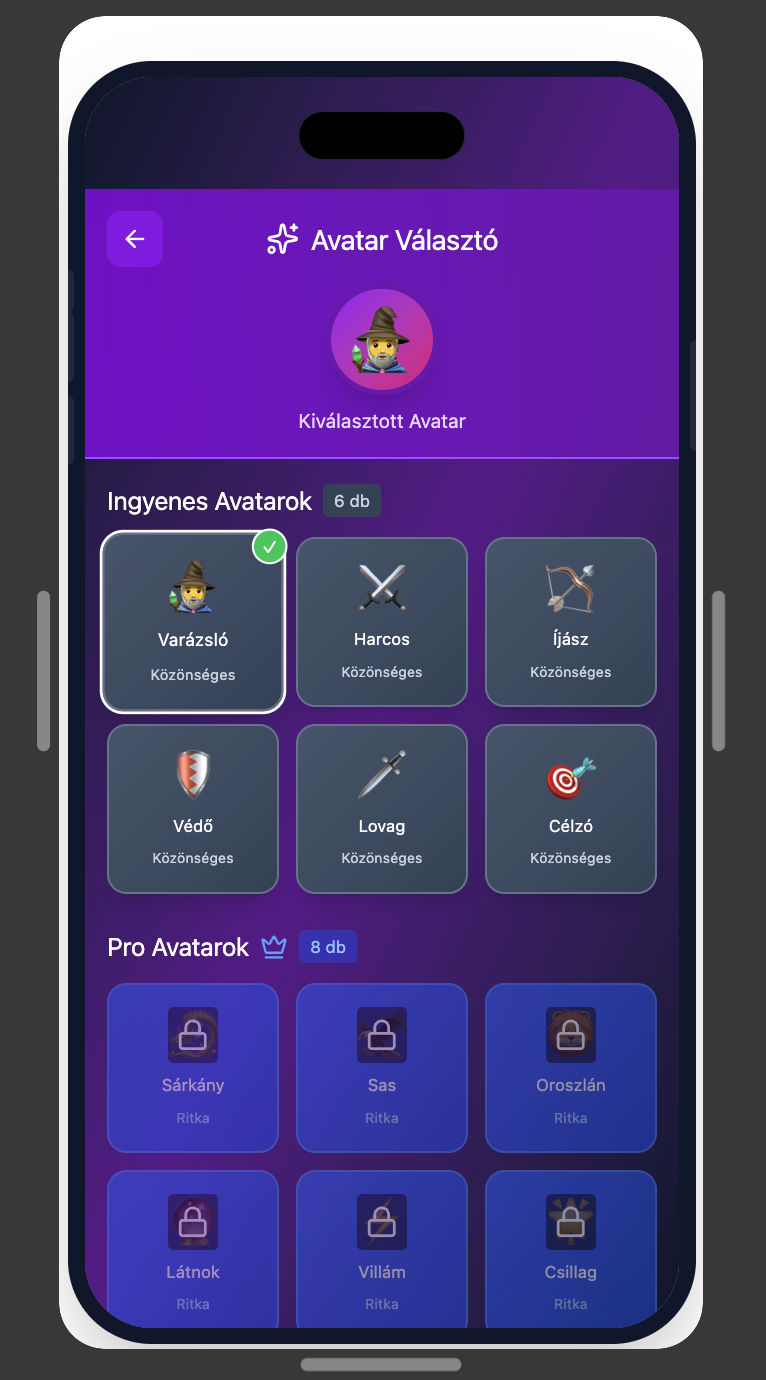 Avatar Választó
Kiválasztott Avatar
Ingyenes Avatarok 6 db
Varázsló
Közönséges
Harcos
Közönséges
Íjász
Közönséges
Védő
Közönséges
Lovag
Közönséges
Célzó
Közönséges
Pro Avatarok 8 db
Sárkány
Ritka
Sas
Ritka
Oroszlán
Ritka
Látnok
Ritka
Villám
Ritka
Csillag
Ritka